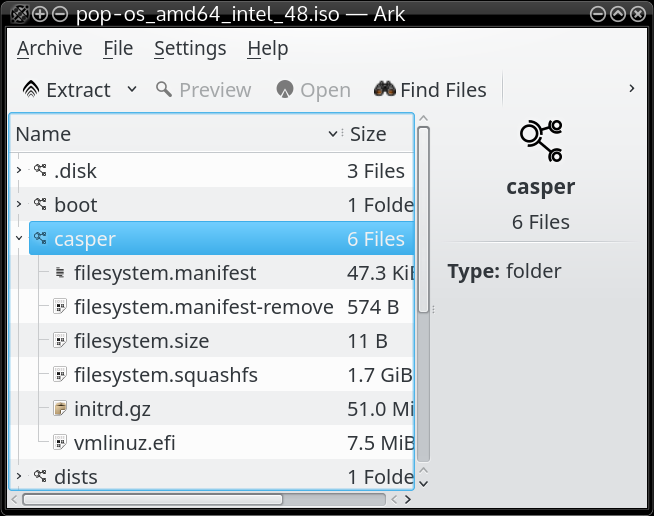 pop-os_amd64_intel_48.iso — Ark
Archive File Settings Help
Extract Preview Open Find Files
Name Size
.disk 3 Files
boot 1 Folde
casper 6 Files
filesystem.manifest 47.3 KiB
filesystem.manifest-remove 574 B
filesystem.size 11 B
filesystem.squashfs 1.7 GiB
initrd.gz 51.0 Mi
vmlinuz.efi 7.5 MiB
dists 1 Folde
casper
6 Files
Type: folder